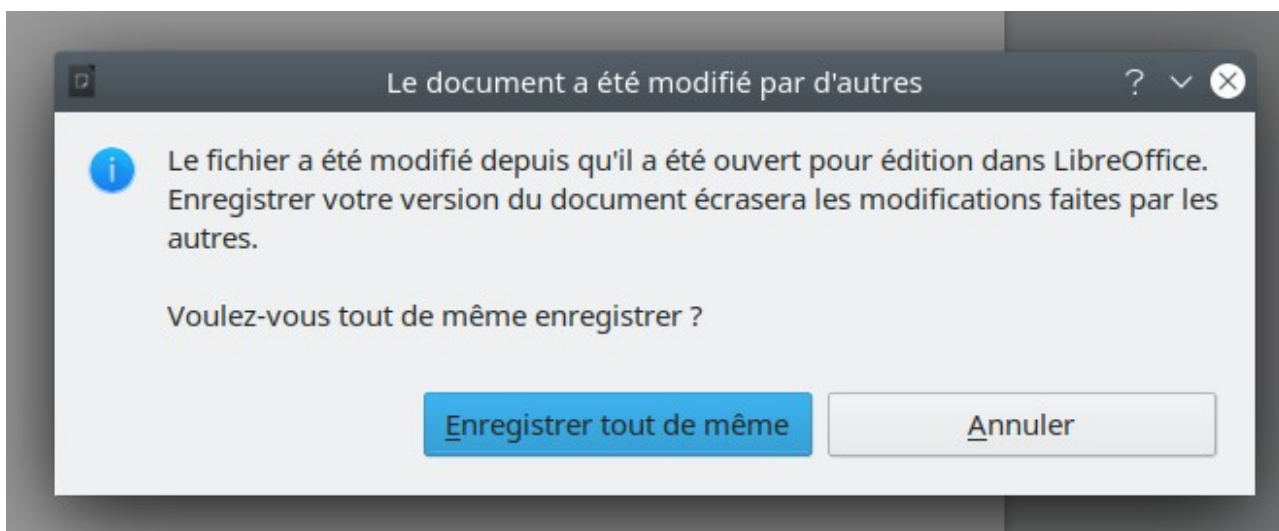 Le document a été modifié par d'autres
Le fichier a été modifié depuis qu'il a été ouvert pour édition dans LibreOffice.
Enregistrer votre version du document écrasera les modifications faites par les
autres.
Voulez-vous tout de même enregistrer ?
Enregistrer tout de même
Annuler